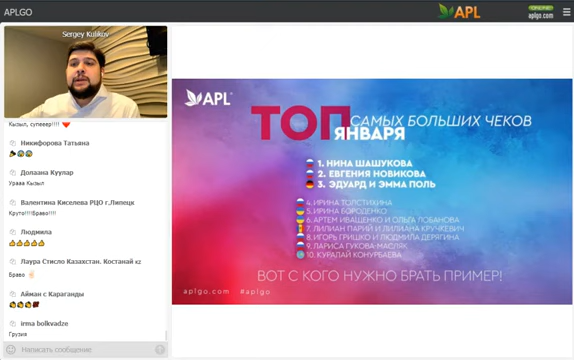 APLGO
APL
ONLINE
aplgo.com
Sergey Kulikov
Кызыл, супеер!!!!
Никифорова Татьяна
Долаана Куулар
Урааа Кызыл
Валентина Киселева РЦО г.Липецк
Круто!!!Браво!!!!
Людмила
Лаура Стисло Казахстан. Костанай к2
Браво
Айман с Караганды
irma bolkvadze
Грузия
Написать сообщение
APL
ТОП САМЫХ БОЛЬШИХ ЧЕКОВ
ЯНВАРЯ
1. НИНА ШАШУКОВА
2. ЕВГЕНИЯ НОВИКОВА
3. ЭДУАРД И ЭММА ПОЛЬ
4. ИРИНА ТОЛСТИХИНА
5. ИРИНА БОРОДЕНКО
6. АРТЕМ ИВАЩЕНКО И ОЛЬГА ЛОБАНОВА
7. ЛИЛИАН ПАРИЙ И ЛИЛИАНА КРУЧКЕВИЧ
8. ИГОРЬ ГРИШКО И ЛЮДМИЛА ДЕРЯГИНА
9. ЛАРИСА ГУКОВА-МАСЛЯК
10. КУРАЛАЙ КОНУРБАЕВА
ВОТ С КОГО НУЖНО БРАТЬ ПРИМЕР!
aplgo.com #aplgo